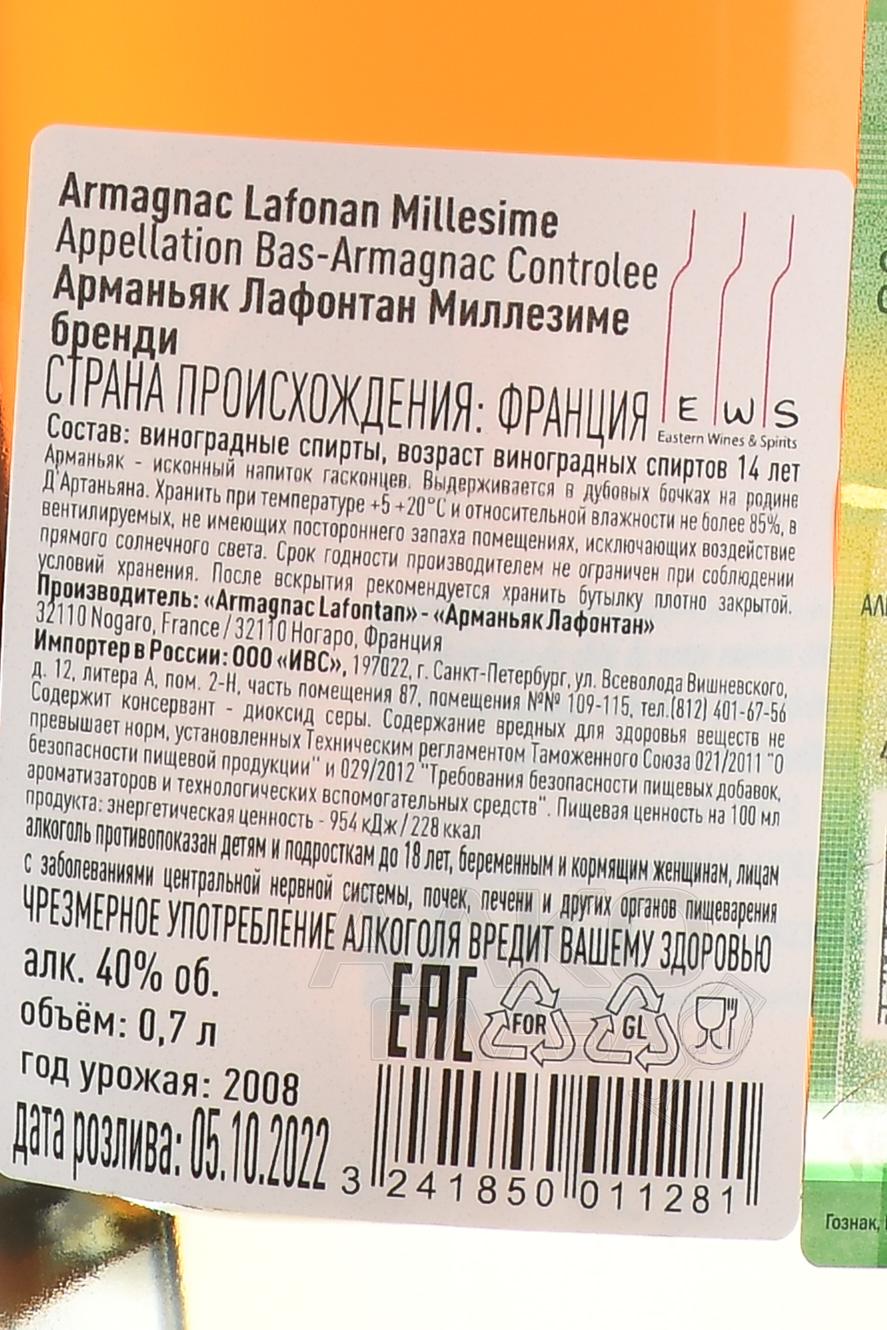 Armagnac Lafonan Millesime
Appellation Bas-Armagnac Controlee
Арманьяк Лафонтан Миллезиме
бренди
СТРАНА ПРОИСХОЖДЕНИЯ: ФРАНЦИЯ
E W S
Eastern Wines & Spirits
Состав: виноградные спирты, возраст виноградных спиртов 14 лет
Арманьяк - исконный напиток гасконцев. Выдерживается в дубовых бочках на родине
Д'Артаньяна. Хранить при температуре +5 +20°С и относительной влажности не более 85%, в
вентилируемых, не имеющих постороннего запаха помещениях, исключающих воздействие
прямого солнечного света. Срок годности производителем не ограничен при соблюдении
условий хранения. После вскрытия рекомендуется хранить бутылку плотно закрытой.
Производитель: «Armagnac Lafontan» - «Арманьяк Лафонтан»
32110 Nogaro, France / 32110 Ногаро, Франция
Импортер в России: ООО «ИВС», 197022, г. Санкт-Петербург, ул. Всеволода Вишневского,
д. 12, литера А, пом. 2-Н, часть помещения 87, помещения №№ 109-115, тел.(812) 401-67-56
Содержит консервант - диоксид серы. Содержание вредных для здоровья веществ не
превышает норм, установленных Техническим регламентом Таможенного Союза 021/2011 "О
безопасности пищевой продукции" и 029/2012 "Требования безопасности пищевых добавок,
ароматизаторов и технологических вспомогательных средств". Пищевая ценность на 100 мл
продукта: энергетическая ценность - 954 кДж / 228 ккал
алкоголь противопоказан детям и подросткам до 18 лет, беременным и кормящим женщинам, лицам
с заболеваниями центральной нервной системы, почек, печени и других органов пищеварения
ЧРЕЗМЕРНОЕ УПОТРЕБЛЕНИЕ АЛКОГОЛЯ ВРЕДИТ ВАШЕМУ ЗДОРОВЬЮ
алк. 40% об.
объём: 0,7 л
год урожая: 2008
дата розлива: 05.10.2022
EAC
FOR
GL
3 241850 011281
Гознак,